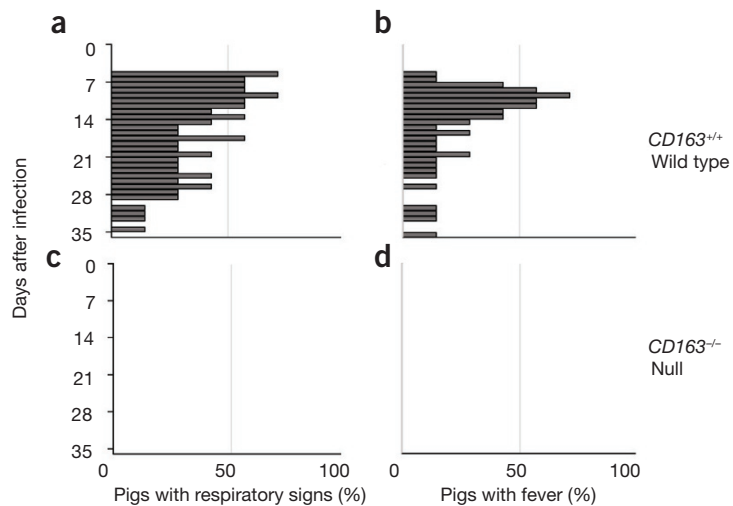 a
b
0
7
14
21
28
35
CD163+/+
Wild type
Days after infection
c
d
0
7
14
21
28
35
CD163–/–
Null
0
50
100
0
50
100
Pigs with respiratory signs (%)
Pigs with fever (%)